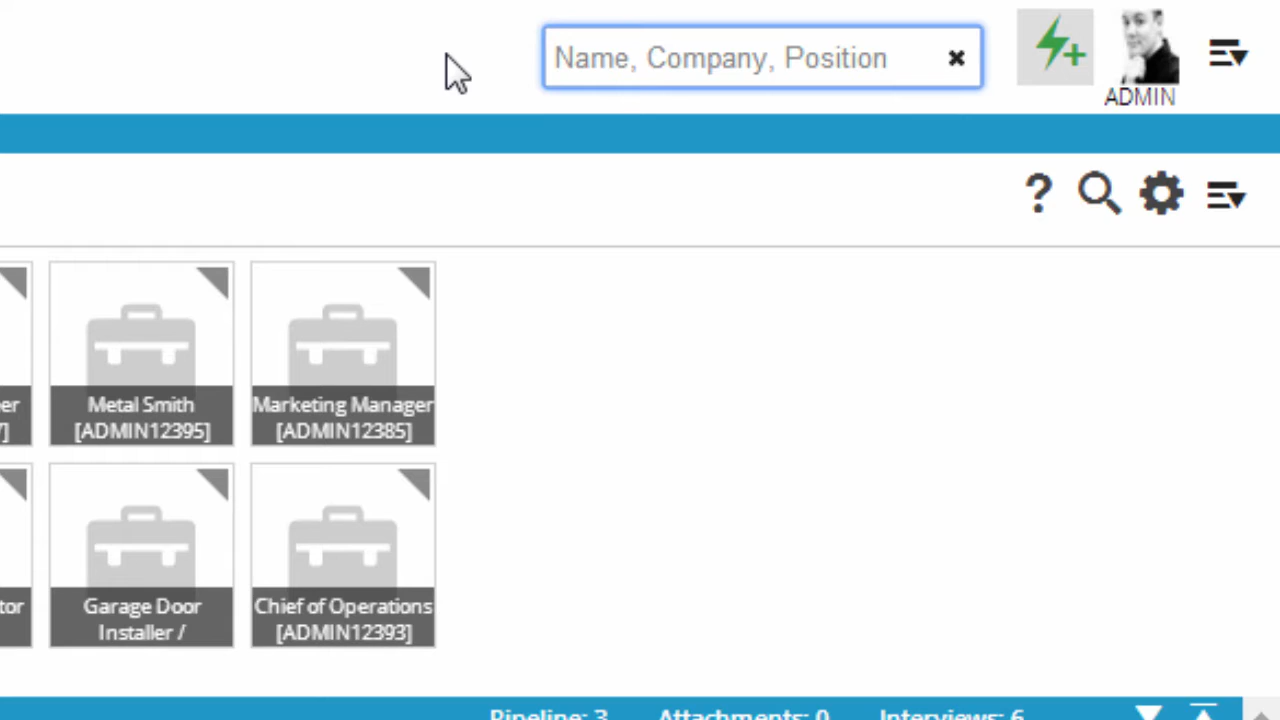 Name, Company, Position
ADMIN
?
Metal Smith
[ADMIN12395]
Marketing Manager
[ADMIN12385]
Garage Door
Installer /
Chief of Operations
[ADMIN12393]
Pipeline: 3
Attachments: 0
Interviews: 6